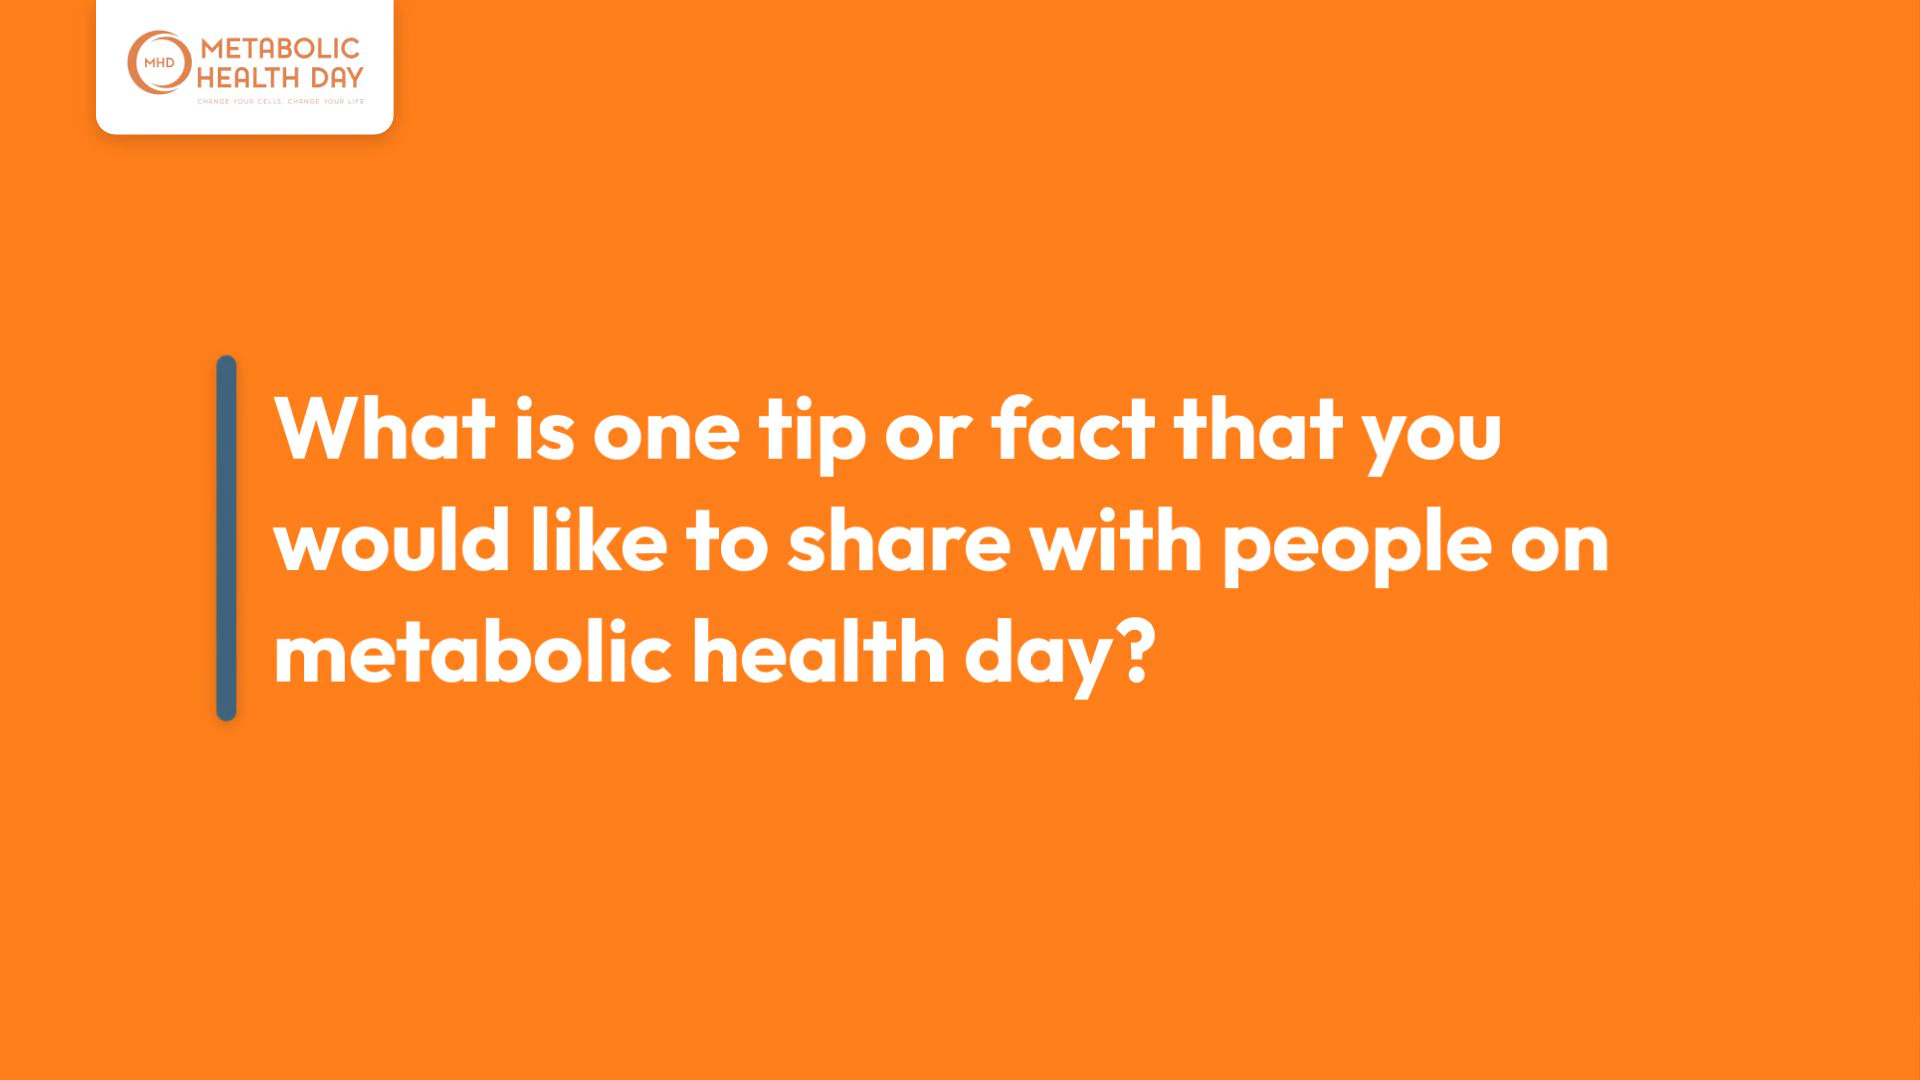 MHD
METABOLIC
HEALTH DAY
CHANGE YOUR CELLS, CHANGE YOUR LIFE
What is one tip or fact that you
would like to share with people on
metabolic health day?